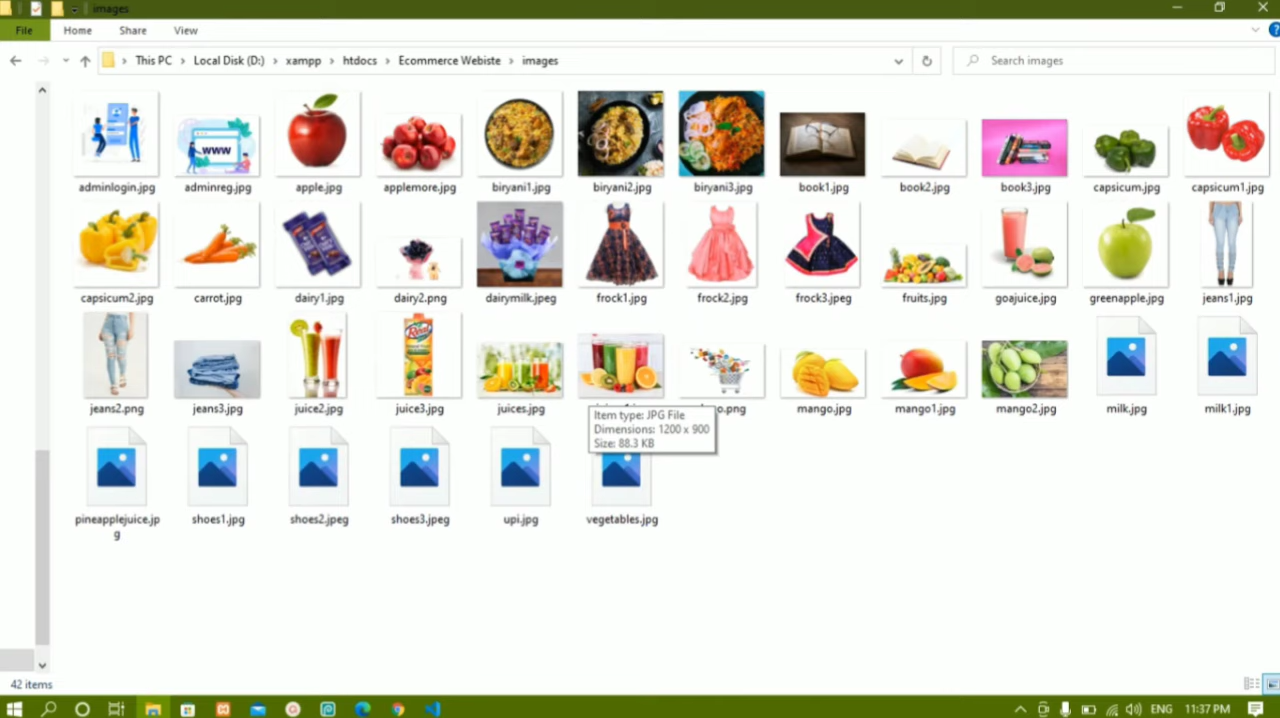 images
File Home Share View
This PC Local Disk (D:) xampp htdocs Ecommerce Webiste images
Search images
www
adminlogin.jpg adminreg.jpg apple.jpg applemore.jpg biryani1.jpg biryani2.jpg biryani3.jpg book1.jpg book2.jpg book3.jpg capsicum.jpg capsicum1.jpg
capsicum2.jpg carrot.jpg dairy1.jpg dairy2.png dairymilk.jpeg frock1.jpg frock2.jpg frock3.jpeg fruits.jpg goajuice.jpg greenapple.jpg jeans1.jpg
Real
jeans2.png jeans3.jpg juice2.jpg juice3.jpg juices.jpg mango.jpg mango1.jpg mango2.jpg milk.jpg milk1.jpg
Item type: JPG File
Dimensions: 1200 x 900
Size: 88.3 KB
pineapplejuice.jp
g
shoes1.jpg shoes2.jpeg shoes3.jpeg upi.jpg vegetables.jpg
42 items
ENG 11:37 PM